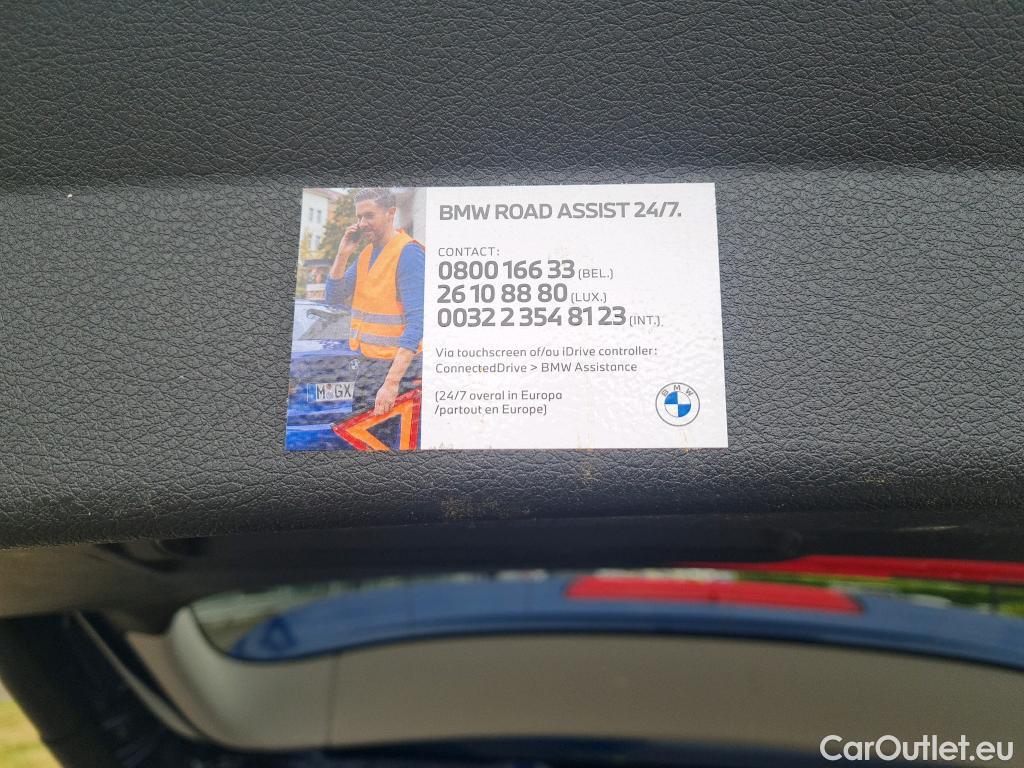 BMW ROAD ASSIST 24/7.
CONTACT:
0800 166 33 (BEL.)
26 10 88 80 (LUX.)
0032 2 354 81 23 (INT.)
Via touchscreen of/ou iDrive controller:
ConnectedDrive > BMW Assistance
(24/7 overal in Europa
/partout en Europe)
BMW
M GX
CarOutlet.eu